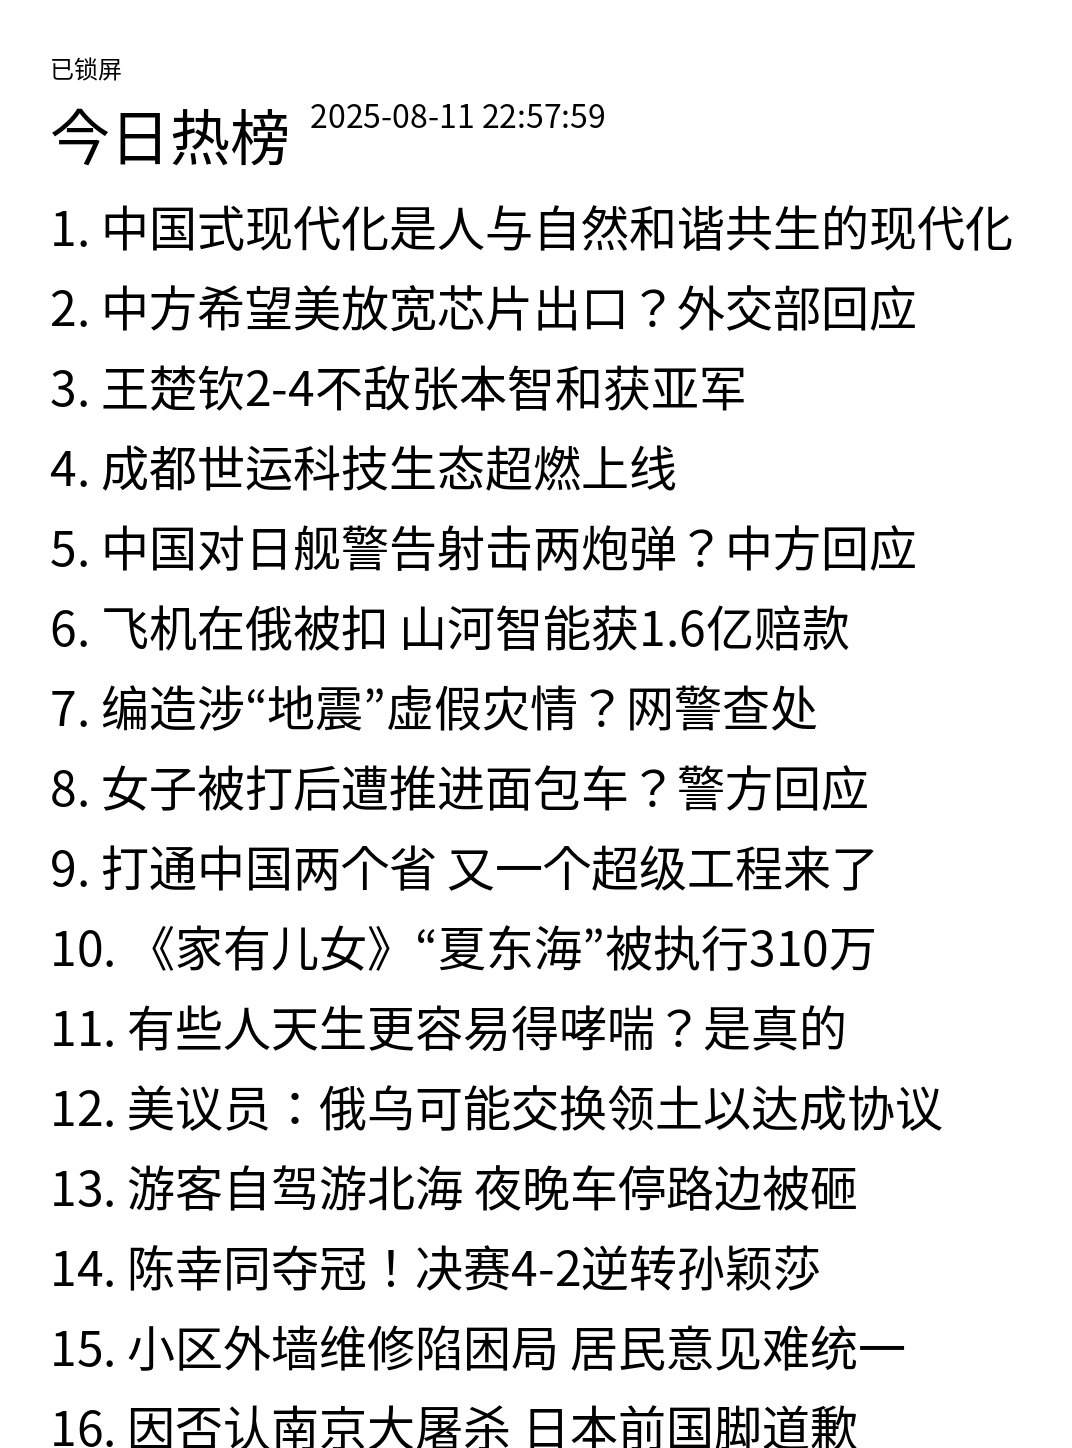 已锁屏
今日热榜 2025-08-11 22:57:59
1. 中国式现代化是人与自然和谐共生的现代化
2. 中方希望美放宽芯片出口？外交部回应
3. 王楚钦2-4不敌张本智和获亚军
4. 成都世运科技生态超燃上线
5. 中国对日舰警告射击两炮弹？中方回应
6. 飞机在俄被扣 山河智能获1.6亿赔款
7. 编造涉“地震”虚假灾情？网警查处
8. 女子被打后遭推进面包车？警方回应
9. 打通中国两个省 又一个超级工程来了
10. 《家有儿女》“夏东海”被执行310万
11. 有些人天生更容易得哮喘？是真的
12. 美议员：俄乌可能交换领土以达成协议
13. 游客自驾游北海 夜晚车停路边被砸
14. 陈幸同夺冠！决赛4-2逆转孙颖莎
15. 小区外墙维修陷困局 居民意见难统一
16. 因否认南京大屠杀 日本前国脚道歉